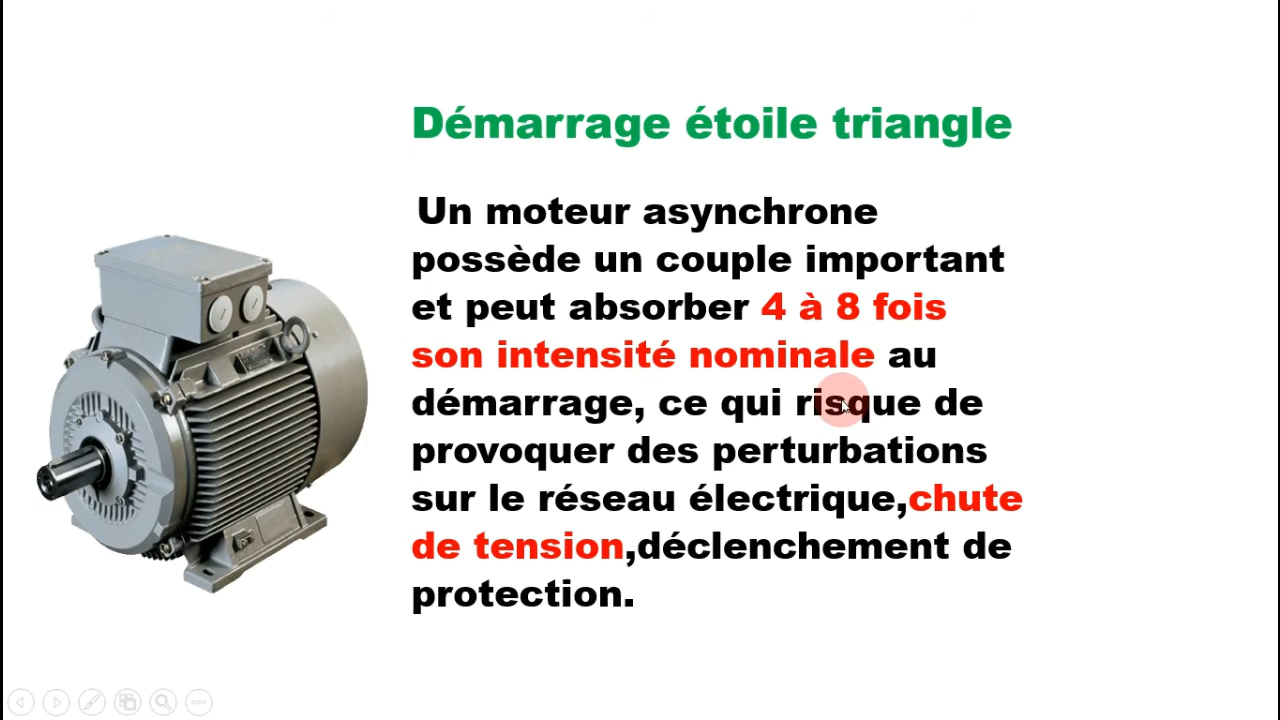 Démarrage étoile triangle
Un moteur asynchrone
possède un couple important
et peut absorber 4 à 8 fois
son intensité nominale au
démarrage, ce qui risque de
provoquer des perturbations
sur le réseau électrique,chute
de tension,déclenchement de
protection.